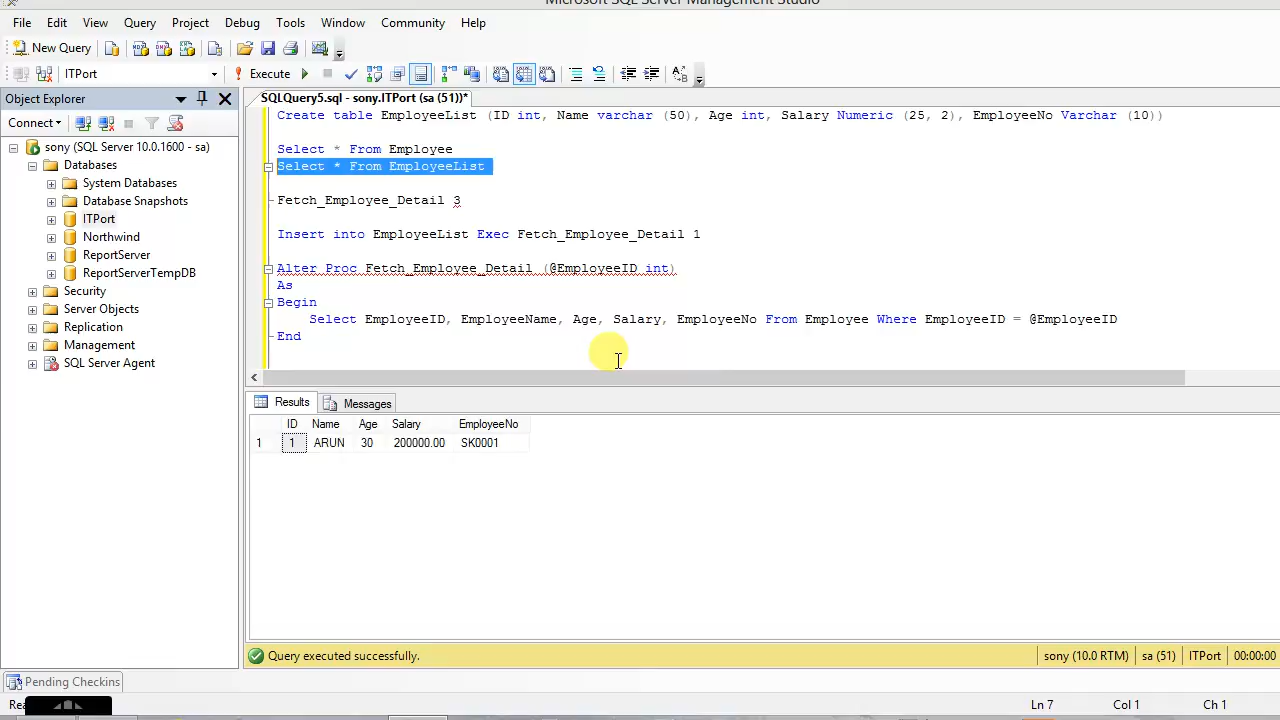 Microsoft SQL Server Management Studio
File Edit View Query Project Debug Tools Window Community Help
New Query
ITPort Execute
Object Explorer
SQLQuery5.sql - sony.ITPort (sa (51))*
Connect
sony (SQL Server 10.0.1600 - sa)
Databases
System Databases
Database Snapshots
ITPort
Northwind
ReportServer
ReportServerTempDB
Security
Server Objects
Replication
Management
SQL Server Agent
Create table EmployeeList (ID int, Name varchar (50), Age int, Salary Numeric (25, 2), EmployeeNo Varchar (10))
Select * From Employee
Select * From EmployeeList
Fetch_Employee_Detail 3
Insert into EmployeeList Exec Fetch_Employee_Detail 1
Alter Proc Fetch_Employee_Detail (@EmployeeID int)
As
Begin
Select EmployeeID, EmployeeName, Age, Salary, EmployeeNo From Employee Where EmployeeID = @EmployeeID
End
Results Messages
ID Name Age Salary EmployeeNo
1 1 ARUN 30 200000.00 SK0001
Query executed successfully.
sony (10.0 RTM) sa (51) ITPort 00:00:00
Pending Checkins
Ln 7 Col 1 Ch 1